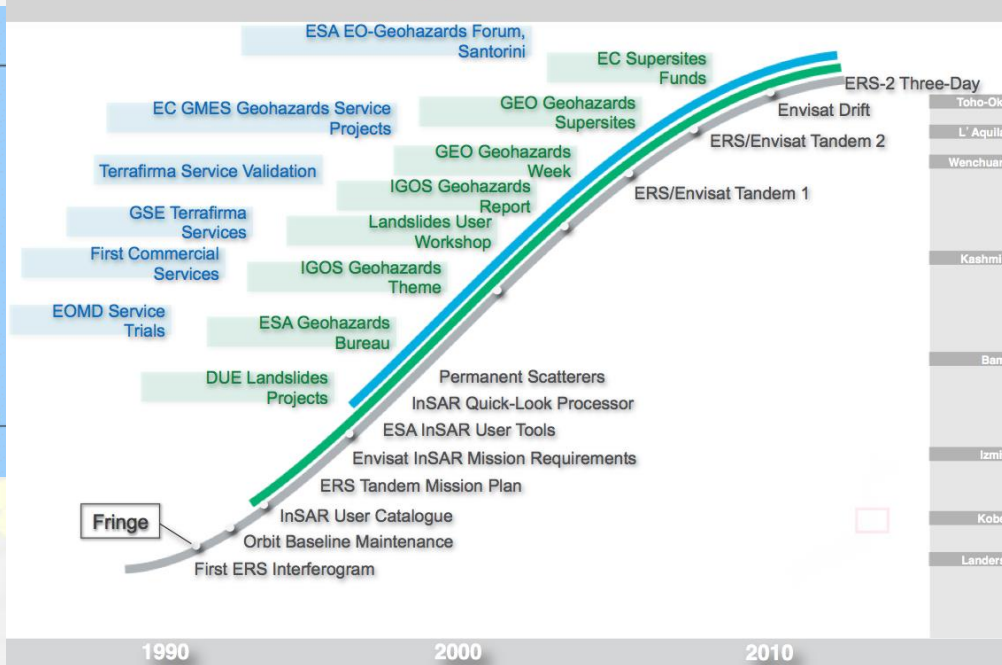 ESA EO-Geohazards Forum,
Santorini
EC Supersites
Funds
ERS-2 Three-Day
EC GMES Geohazards Service
Projects
GEO Geohazards
Supersites
Envisat Drift
ERS/Envisat Tandem 2
Terrafirma Service Validation
GEO Geohazards
Week
ERS/Envisat Tandem 1
GSE Terrafirma
Services
IGOS Geohazards
Report
Landslides User
Workshop
First Commercial
Services
IGOS Geohazards
Theme
EOMD Service
Trials
ESA Geohazards
Bureau
DUE Landslides
Projects
Permanent Scatterers
InSAR Quick-Look Processor
ESA InSAR User Tools
Envisat InSAR Mission Requirements
ERS Tandem Mission Plan
InSAR User Catalogue
Fringe
Orbit Baseline Maintenance
First ERS Interferogram
Toho-Ok
L'Aquila
Wenchuan
Kashmi
Bam
Izmi
Kobe
Landers
1990
2000
2010